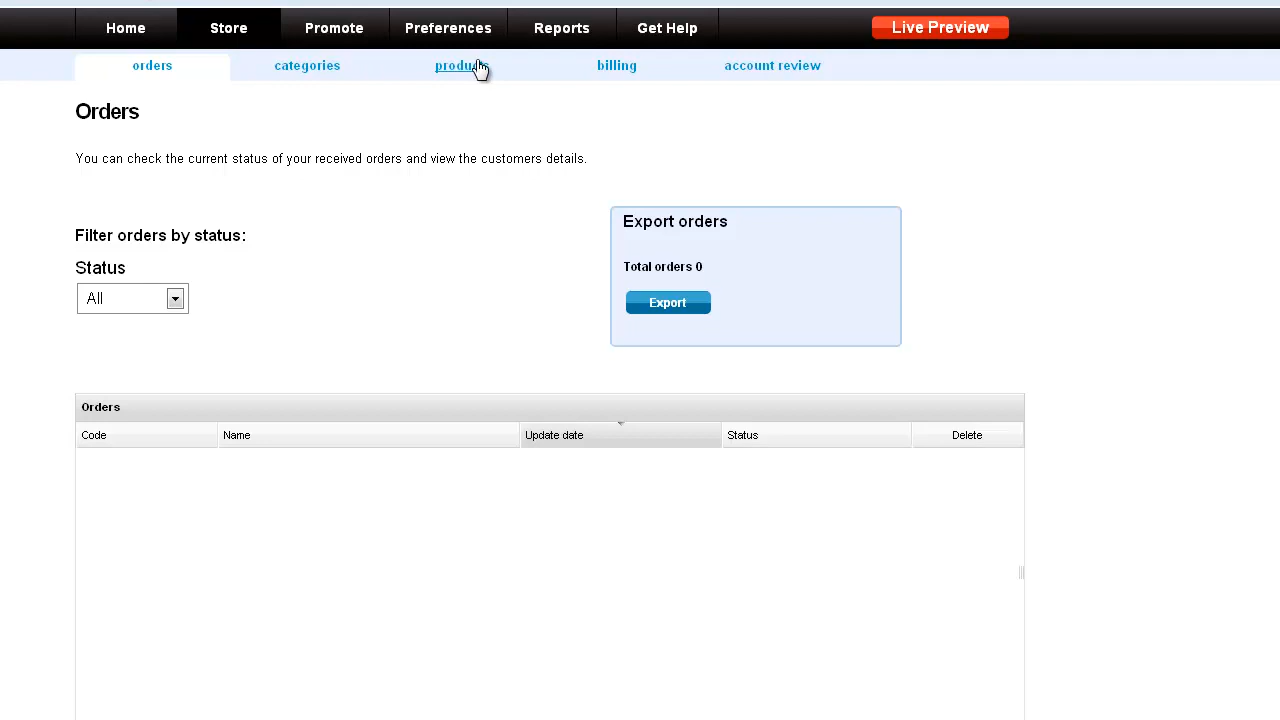 Home Store Promote Preferences Reports Get Help Live Preview
orders categories produ billing account review
Orders
You can check the current status of your received orders and view the customers details.
Filter orders by status:
Status
All
Export orders
Total orders 0
Export
Orders
Code Name Update date Status Delete